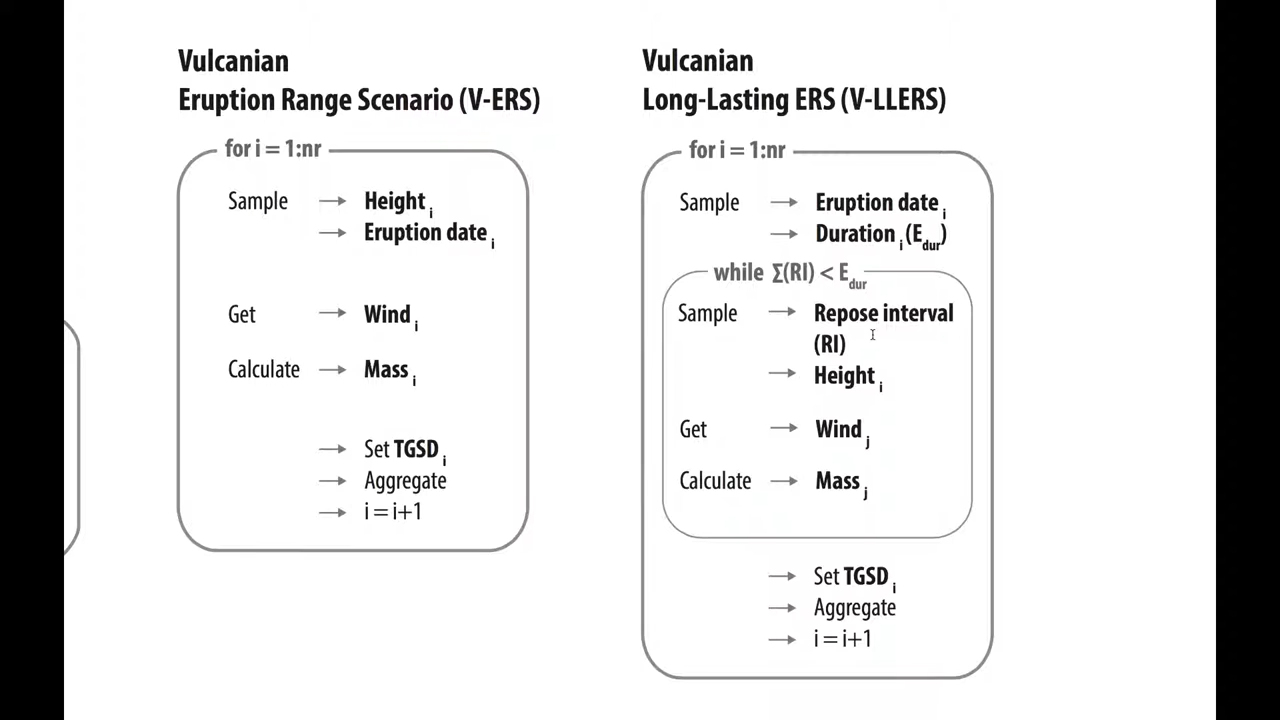 Vulcanian
Eruption Range Scenario (V-ERS)
for i = 1:nr
Sample → Height i
→ Eruption date i
Get → Wind i
Calculate → Mass i
→ Set TGSD i
→ Aggregate
→ i = i+1
Vulcanian
Long-Lasting ERS (V-LLERS)
for i = 1:nr
Sample → Eruption date i
→ Duration i (E dur)
while Σ(RI) < E dur
Sample → Repose interval
(RI)
→ Height i
Get → Wind j
Calculate → Mass j
→ Set TGSD i
→ Aggregate
→ i = i+1